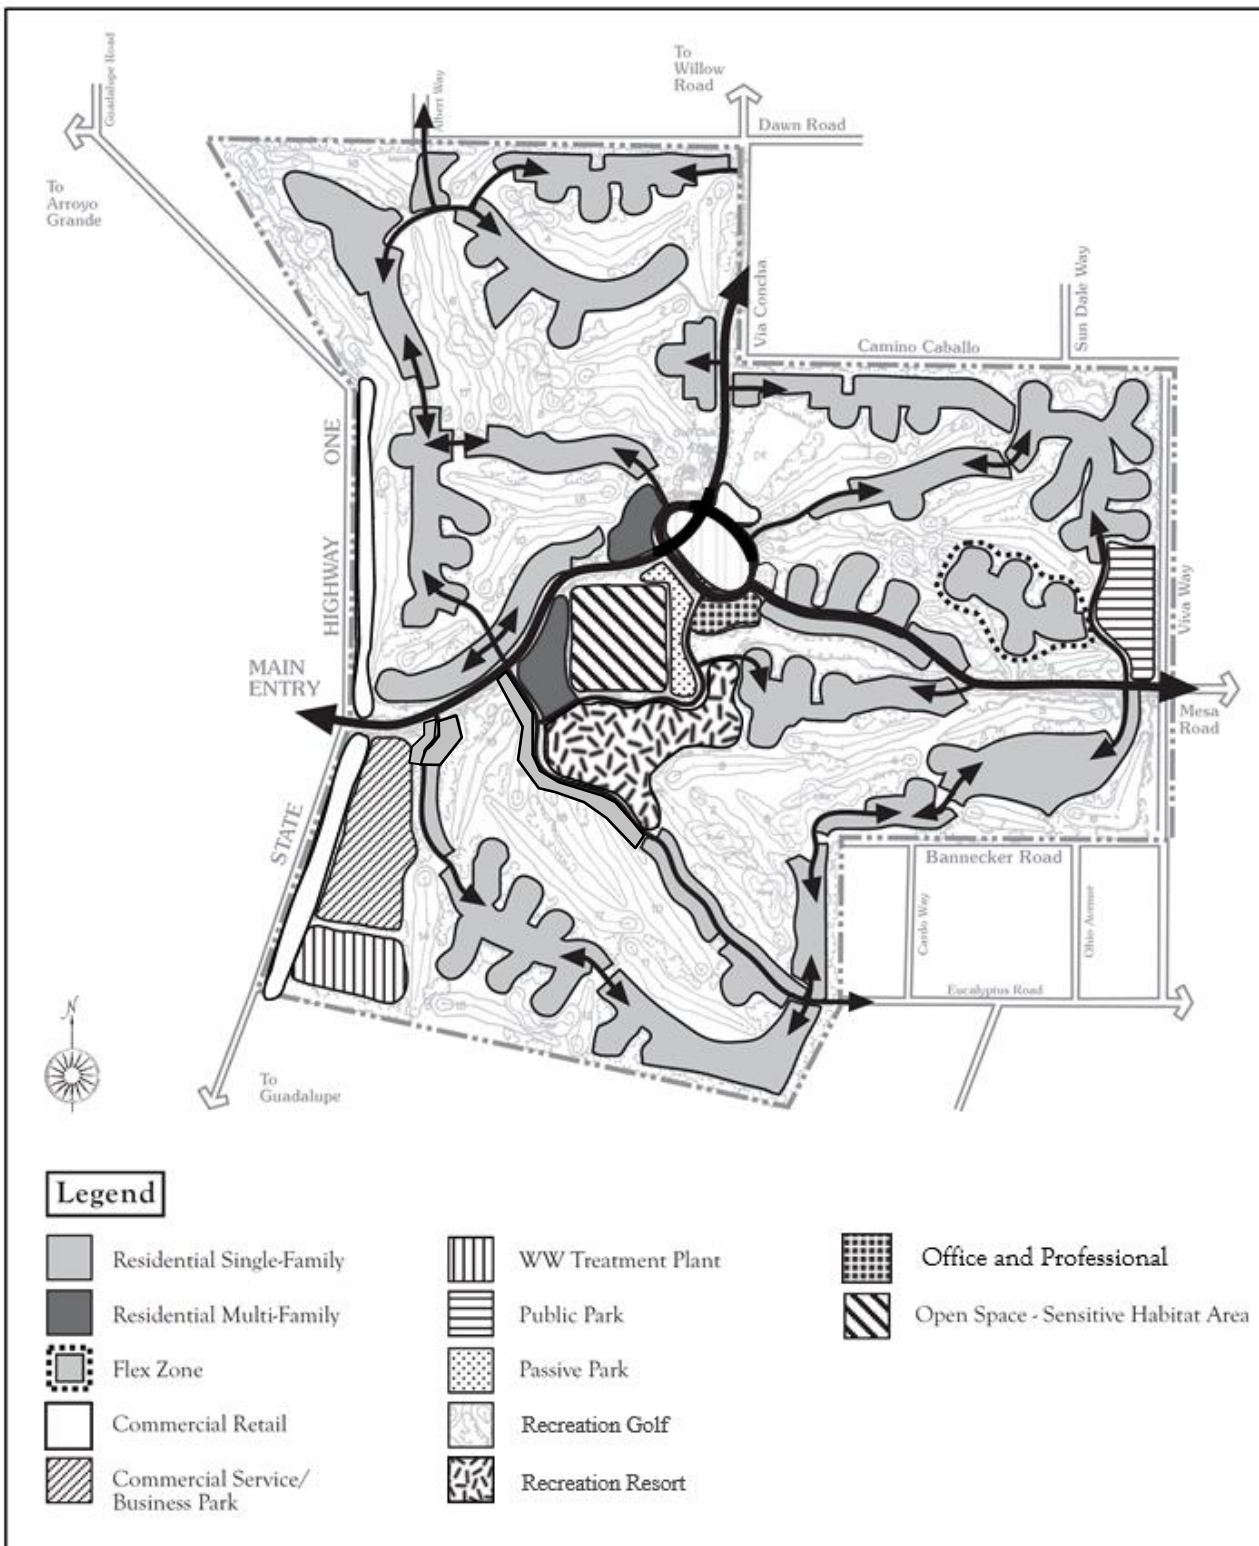 Guadalupe Road
To
Willow
Road
Albert Way
Dawn Road
To
Arroyo
Grande
Via Concha
Sun Dale Way
Camino Caballo
ONE
HIGHWAY
STATE
MAIN
ENTRY
Viva Way
Mesa
Road
Bannecker Road
Ohio Avenue
Eucalyptus Road
N
To
Guadalupe
Legend
Residential Single-Family
Residential Multi-Family
Flex Zone
Commercial Retail
Commercial Service/
Business Park
WW Treatment Plant
Public Park
Passive Park
Recreation Golf
Recreation Resort
Office and Professional
Open Space - Sensitive Habitat Area